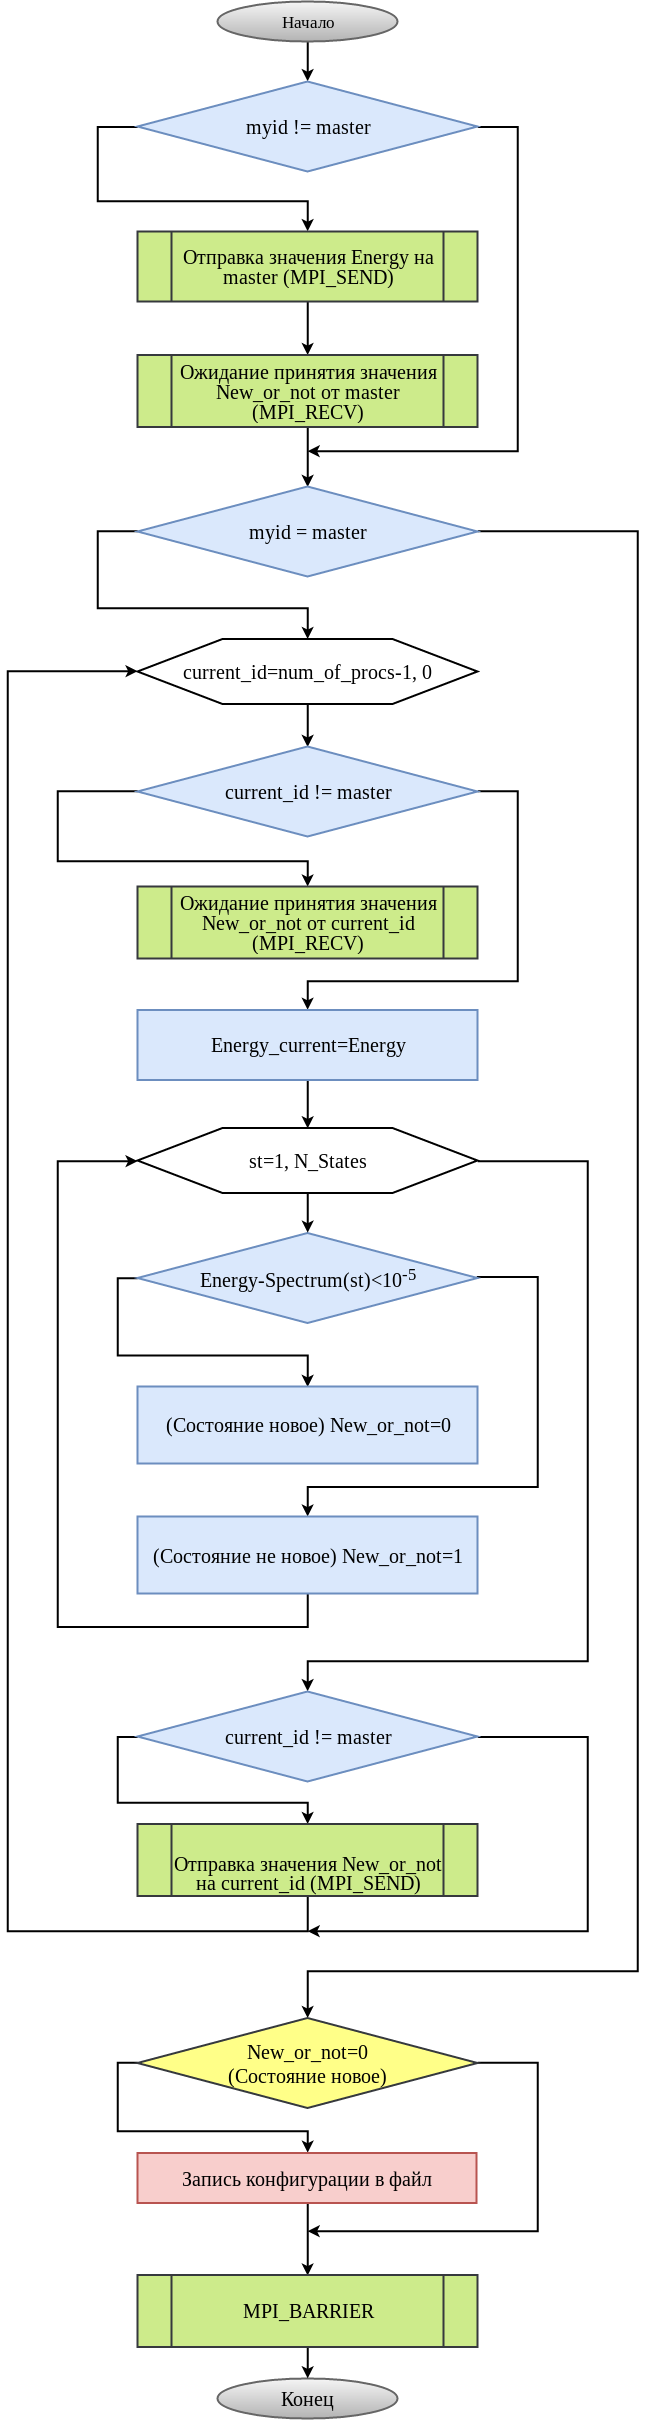 Начало
myid != master
Отправка значения Energy на
master (MPI_SEND)
Ожидание принятия значения
New_or_not от master
(MPI_RECV)
myid = master
current_id=num_of_procs-1, 0
current_id != master
Ожидание принятия значения
New_or_not от current_id
(MPI_RECV)
Energy_current=Energy
st=1, N_States
Energy-Spectrum(st)<10⁻⁵
(Состояние новое) New_or_not=0
(Состояние не новое) New_or_not=1
current_id != master
Отправка значения New_or_not
на current_id (MPI_SEND)
New_or_not=0
(Состояние новое)
Запись конфигурации в файл
MPI_BARRIER
Конец